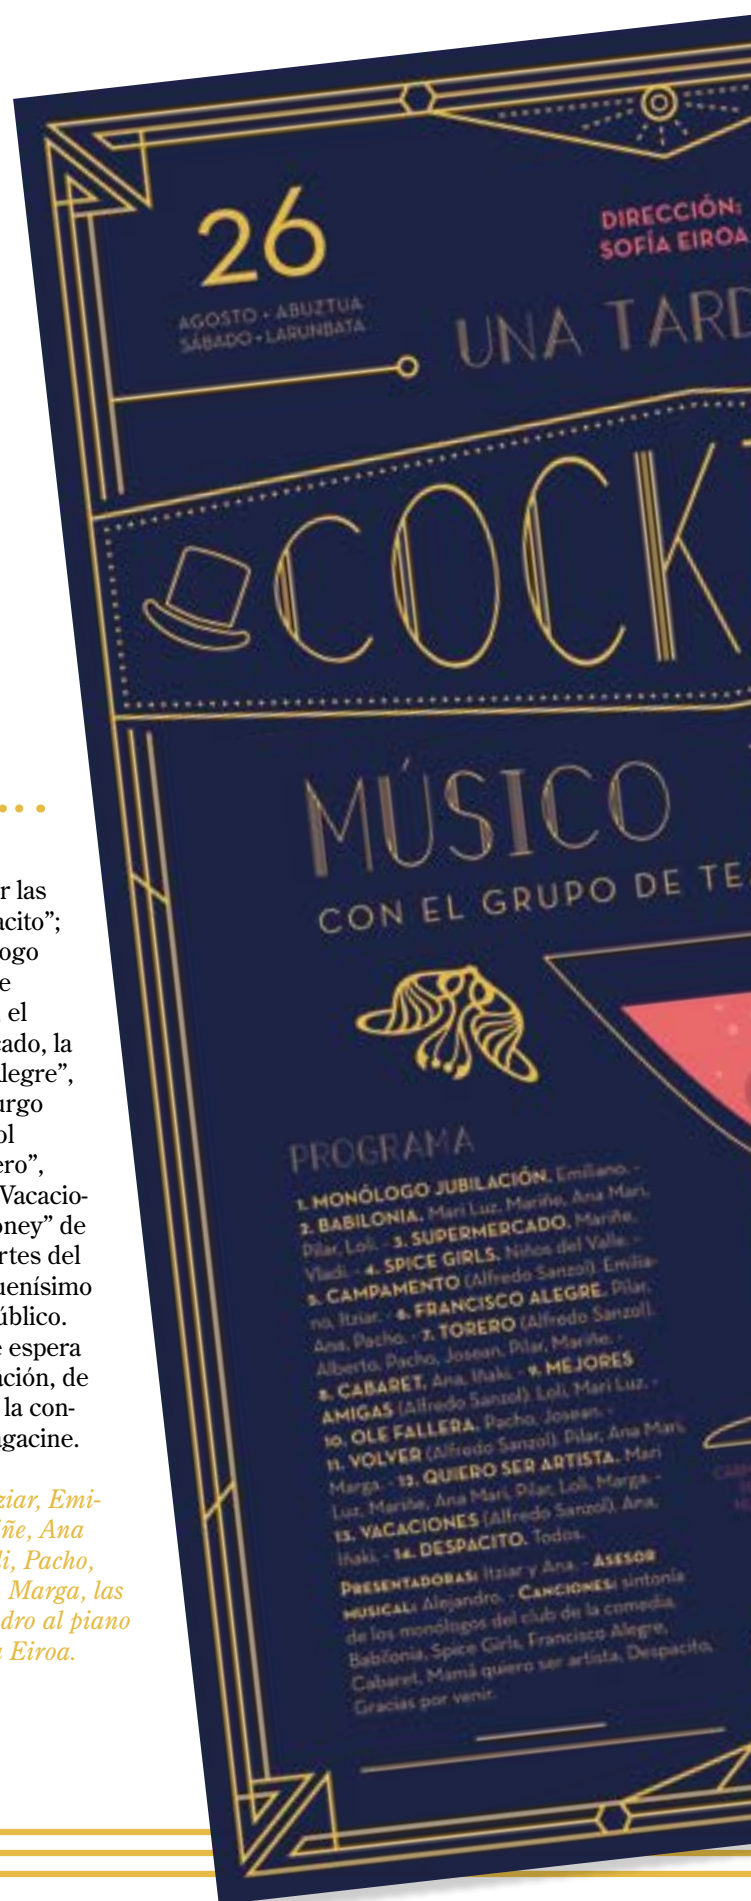 r las
acito”;
ogo
e
el
ado, la
legre”,
urgo
ol
ero”,
Vacacio-
oney” de
rtes del
uenísimo
úblico.
e espera
ación, de
la con-
agacine.
ziar, Emi-
iñe, Ana
li, Pacho,
Marga, las
dro al piano
a Eiroa.
26
AGOSTO • ABUZTUA
SÁBADO • LARUNBATA
DIRECCIÓN:
SOFÍA EIROA
UNA TARD
COCK
MÚSICO
CON EL GRUPO DE TEA
PROGRAMA
1. MONÓLOGO JUBILACIÓN. Emiliano. -
2. BABILONIA. Mari Luz, Mariñe, Ana Mari,
Pilar, Loli. - 3. SUPERMERCADO. Mariñe,
Vladi. - 4. SPICE GIRLS. Niños del Valle. -
5. CAMPAMENTO (Alfredo Sanzol). Emilia-
no, Itziar. - 6. FRANCISCO ALEGRE. Pilar,
Ana, Pacho. - 7. TORERO (Alfredo Sanzol).
Alberto, Pacho, Josean, Pilar, Mariñe. -
8. CABARET. Ana, Iñaki. - 9. MEJORES
AMIGAS (Alfredo Sanzol). Loli, Mari Luz. -
10. OLE FALLERA. Pacho, Josean. -
11. VOLVER (Alfredo Sanzol). Pilar, Ana Mari,
Marga. - 12. QUIERO SER ARTISTA. Mari
Luz, Mariñe, Ana Mari, Pilar, Loli, Marga. -
13. VACACIONES (Alfredo Sanzol). Ana,
Iñaki. - 14. DESPACITO. Todos.
PRESENTADORAS: Itziar y Ana. - ASESOR
MUSICAL: Alejandro. - CANCIONES: sintonía
de los monólogos del club de la comedia,
Babilonia, Spice Girls, Francisco Alegre,
Cabaret, Mamá quiero ser artista, Despacito,
Gracias por venir.